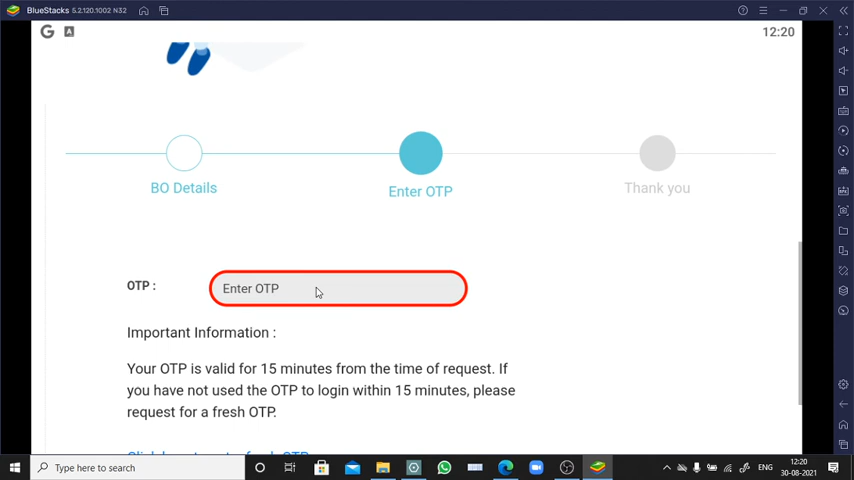 BlueStacks 5.2.120.1002 N32
G A 12:20
BO Details
Enter OTP
Thank you
OTP :
Enter OTP
Important Information :
Your OTP is valid for 15 minutes from the time of request. If
you have not used the OTP to login within 15 minutes, please
request for a fresh OTP.
Type here to search
ENG
12:20
30-08-2021